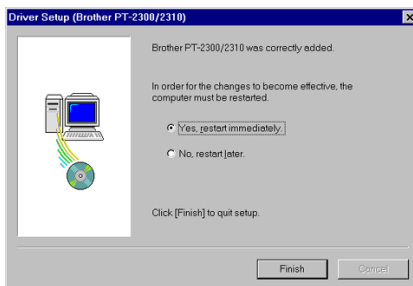 Driver Setup (Brother PT-2300/2310)
Brother PT-2300/2310 was correctly added.
In order for the changes to become effective, the
computer must be restarted.
Yes, restart immediately.
No, restart later.
Click [Finish] to quit setup.
Finish
Cancel